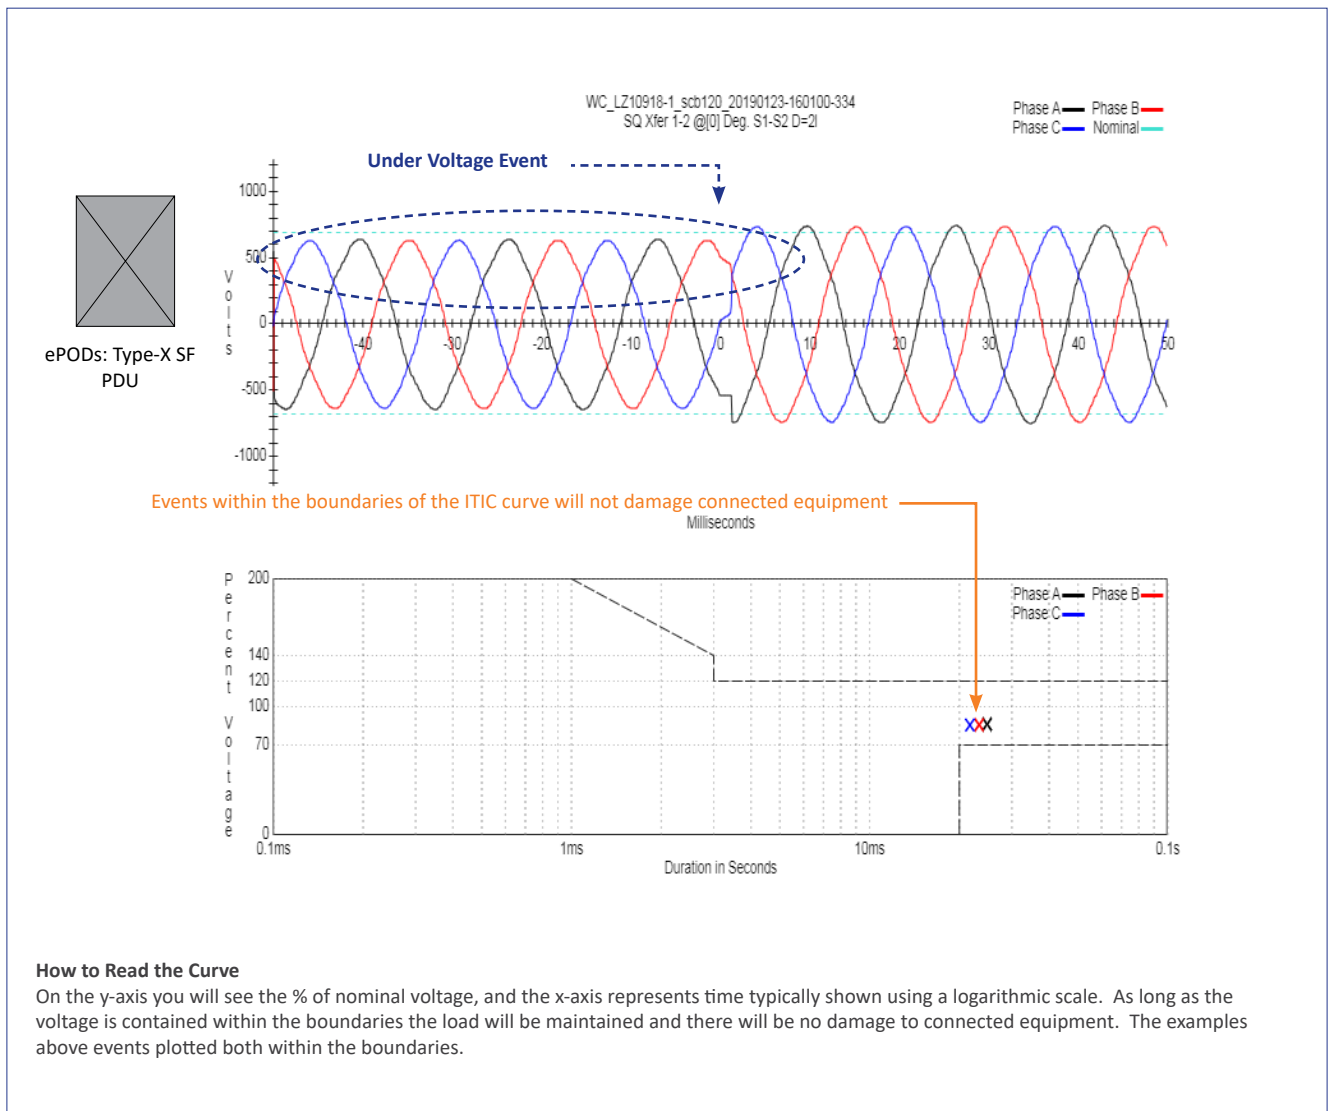 WC_LZ10918-1_scb120_20190123-160100-334
SQ Xfer 1-2 @[0] Deg. S1-S2 D=2I
Phase A Phase B
Phase C Nominal
Under Voltage Event
1000
500
0
-500
-1000
Volts
-40 -30 -20 -10 0 10 20 30 40 50
ePODs: Type-X SF
PDU
Events within the boundaries of the ITIC curve will not damage connected equipment
Milliseconds
Percent Voltage
200
140
120
100
70
0
Phase A Phase B
Phase C
0.1ms 1ms 10ms 0.1s
Duration in Seconds
How to Read the Curve
On the y-axis you will see the % of nominal voltage, and the x-axis represents time typically shown using a logarithmic scale. As long as the
voltage is contained within the boundaries the load will be maintained and there will be no damage to connected equipment. The examples
above events plotted both within the boundaries.